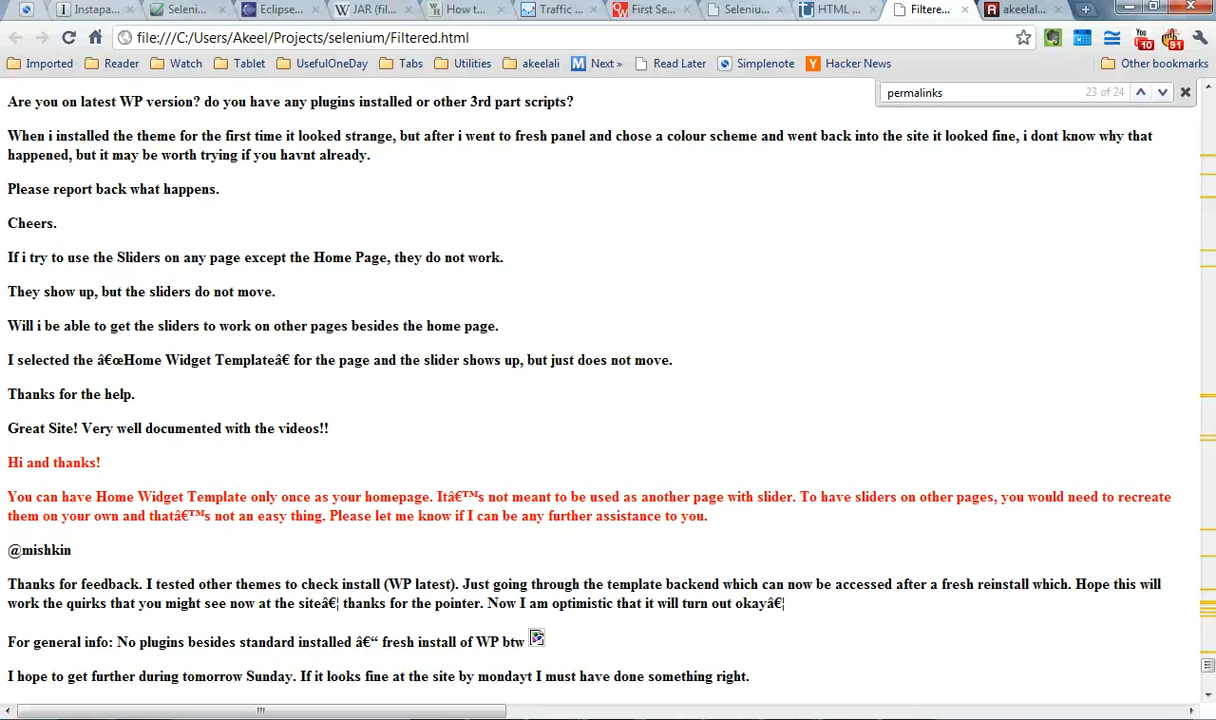 Instapa...
Seleni...
Eclipse...
JAR (fil...
How t...
Traffic ...
First Se...
Seleniu...
HTML ...
Filtere...
akeelal...
file:///C:/Users/Akeel/Projects/selenium/Filtered.html
You
10
91
Imported
Reader
Watch
Tablet
UsefulOneDay
Tabs
Utilities
akeelali
M Next »
Read Later
Simplenote
Y Hacker News
Other bookmarks
permalinks
23 of 24
Are you on latest WP version? do you have any plugins installed or other 3rd part scripts?
When i installed the theme for the first time it looked strange, but after i went to fresh panel and chose a colour scheme and went back into the site it looked fine, i dont know why that
happened, but it may be worth trying if you havnt already.
Please report back what happens.
Cheers.
If i try to use the Sliders on any page except the Home Page, they do not work.
They show up, but the sliders do not move.
Will i be able to get the sliders to work on other pages besides the home page.
I selected the â€œHome Widget Templateâ€ for the page and the slider shows up, but just does not move.
Thanks for the help.
Great Site! Very well documented with the videos!!
Hi and thanks!
You can have Home Widget Template only once as your homepage. Itâ€™s not meant to be used as another page with slider. To have sliders on other pages, you would need to recreate
them on your own and thatâ€™s not an easy thing. Please let me know if I can be any further assistance to you.
@mishkin
Thanks for feedback. I tested other themes to check install (WP latest). Just going through the template backend which can now be accessed after a fresh reinstall which. Hope this will
work the quirks that you might see now at the siteâ€¦ thanks for the pointer. Now I am optimistic that it will turn out okayâ€¦
For general info: No plugins besides standard installed â€“ fresh install of WP btw
I hope to get further during tomorrow Sunday. If it looks fine at the site by mondayt I must have done something right.